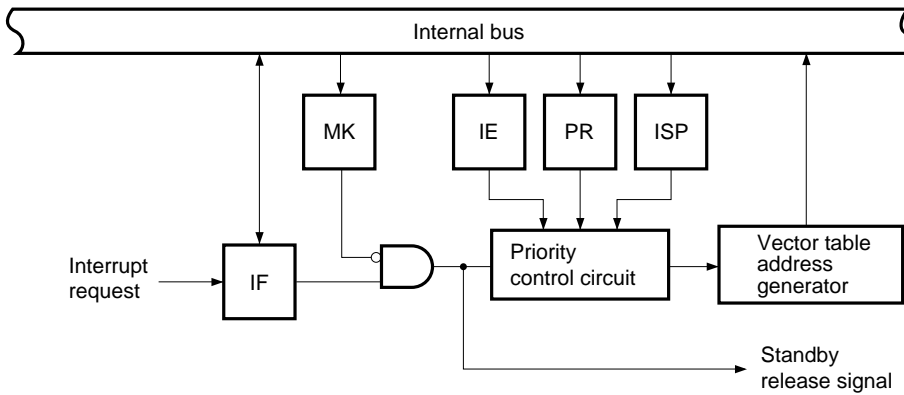 Internal bus
MK
IE
PR
ISP
Interrupt
request
IF
Priority
control circuit
Vector table
address
generator
Standby
release signal